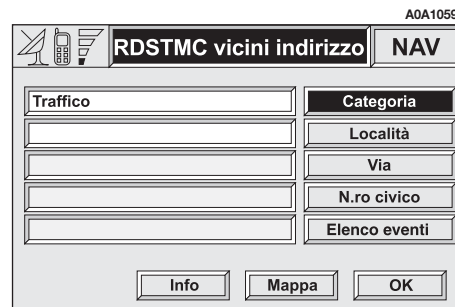 A0A1059
RDSTMC vicini indirizzo NAV
Traffico Categoria
Località
Via
N.ro civico
Elenco eventi
Info Mappa OK